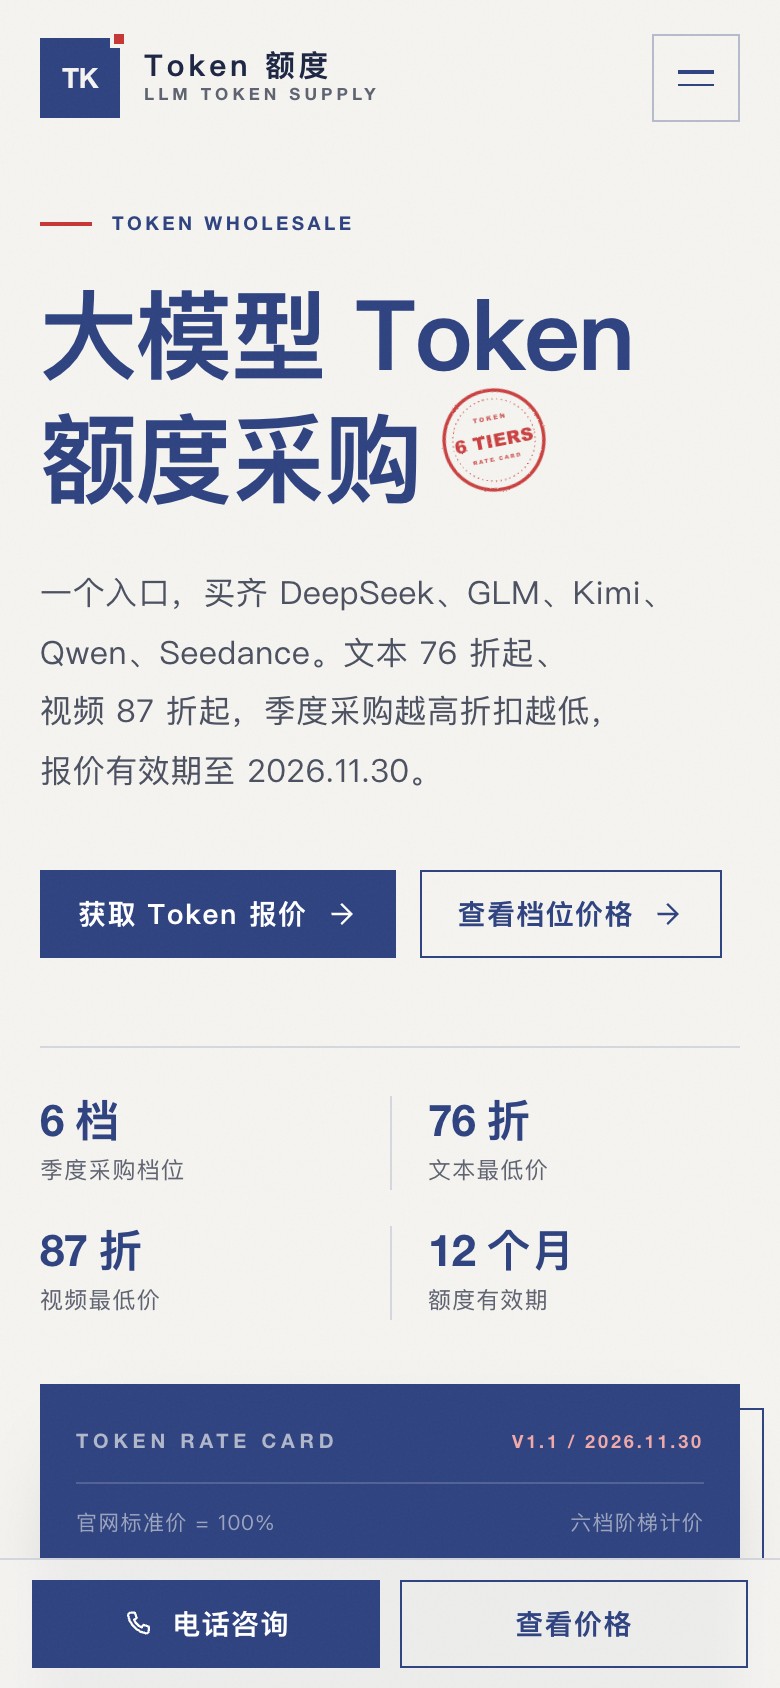 TK
Token 额度
LLM TOKEN SUPPLY
TOKEN WHOLESALE
大模型 Token
额度采购
TOKEN
6 TIERS
RATE CARD
一个入口，买齐 DeepSeek、GLM、Kimi、
Qwen、Seedance。文本 76 折起、
视频 87 折起，季度采购越高折扣越低，
报价有效期至 2026.11.30。
获取 Token 报价 →
查看档位价格 →
6 档
季度采购档位
76 折
文本最低价
87 折
视频最低价
12 个月
额度有效期
TOKEN RATE CARD
V1.1 / 2026.11.30
官网标准价 = 100%
六档阶梯计价
电话咨询
查看价格